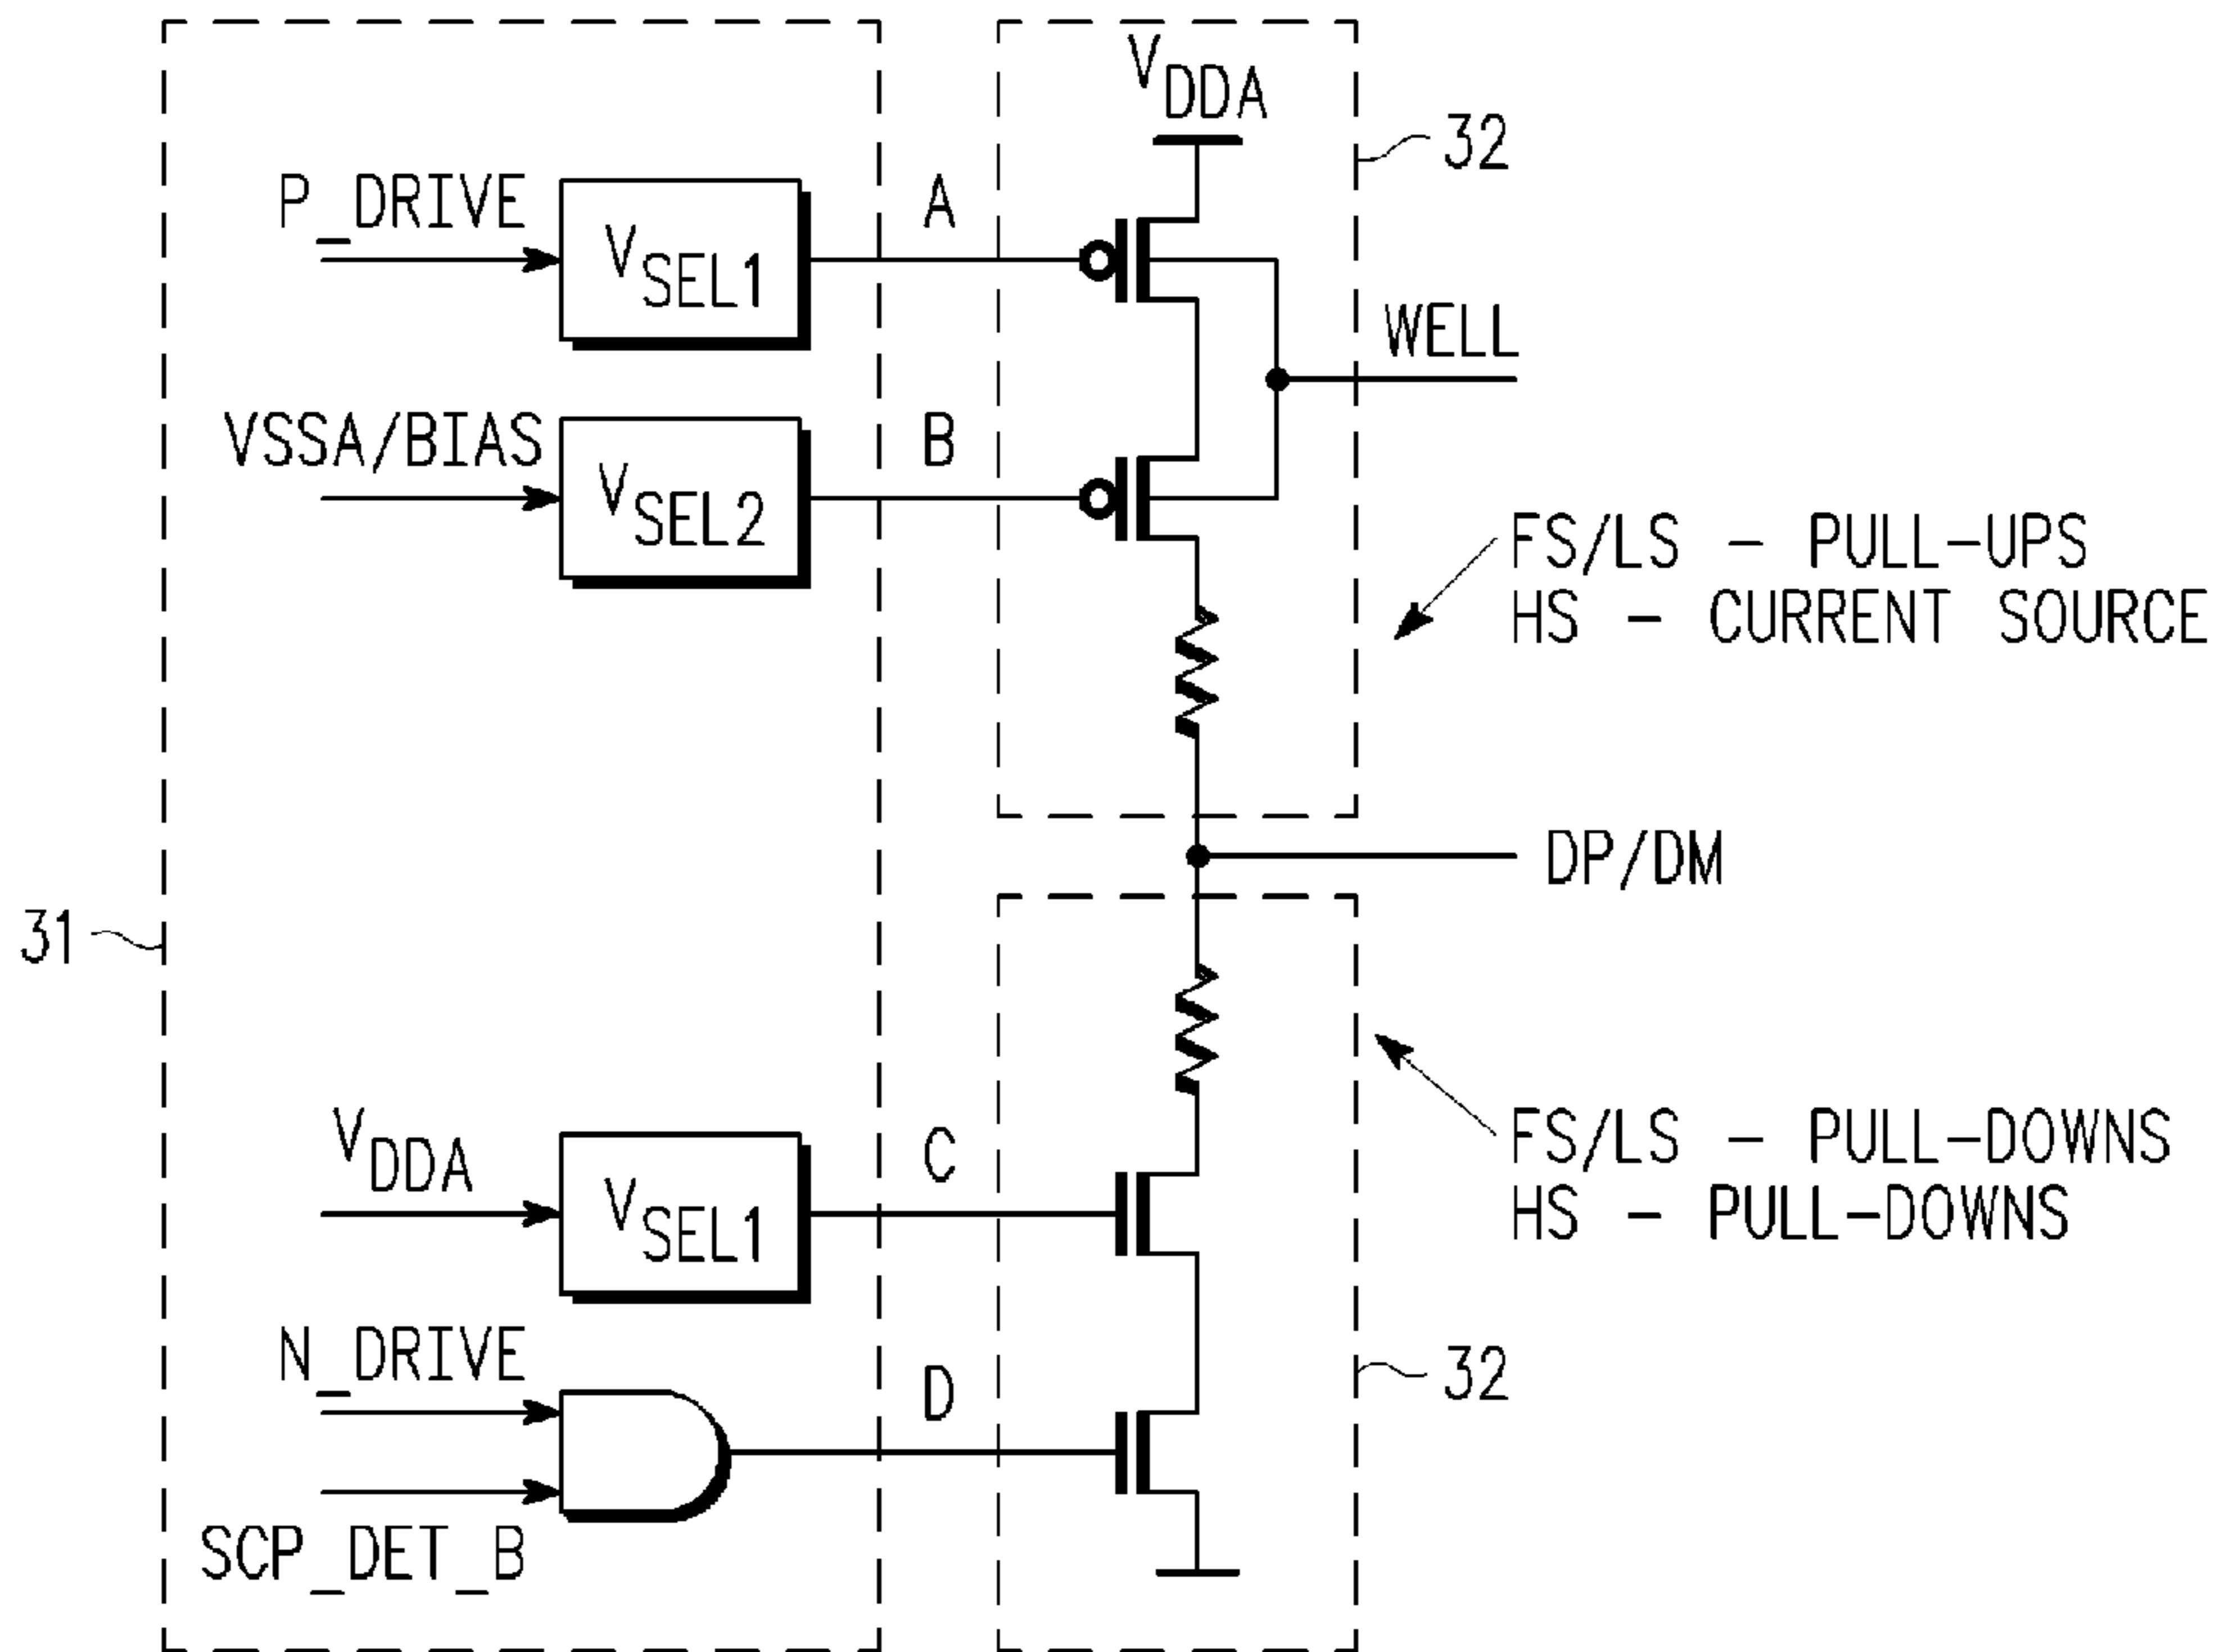 V_DDA
32
P_DRIVE
V_SEL1
A
WELL
VSSA/BIAS
V_SEL2
B
FS/LS - PULL-UPS
HS - CURRENT SOURCE
DP/DM
31
V_DDA
V_SEL1
C
FS/LS - PULL-DOWNS
HS - PULL-DOWNS
N_DRIVE
D
32
SCP_DET_B